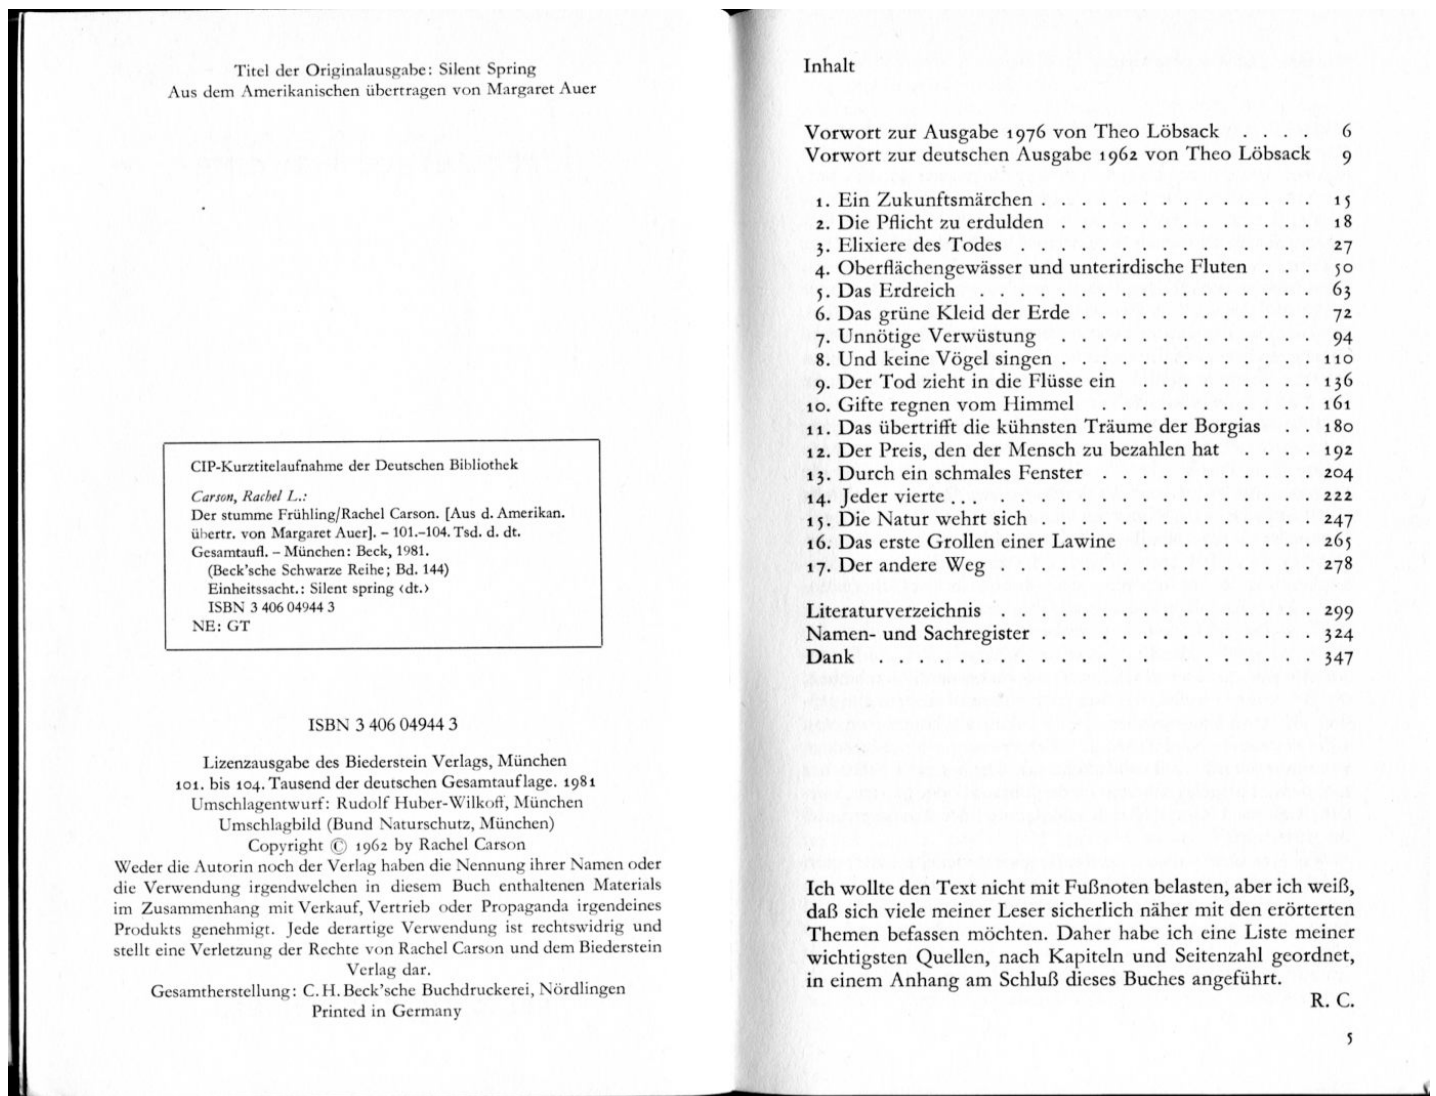 Titel der Originalausgabe: Silent Spring
Aus dem Amerikanischen übertragen von Margaret Auer
CIP-Kurztitelaufnahme der Deutschen Bibliothek
Carson, Rachel L.:
Der stumme Frühling/Rachel Carson. [Aus d. Amerikan.
übertr. von Margaret Auer]. – 101.–104. Tsd. d. dt.
Gesamtaufl. – München: Beck, 1981.
(Beck'sche Schwarze Reihe; Bd. 144)
Einheitssacht.: Silent spring ‹dt.›
ISBN 3 406 04944 3
NE: GT
ISBN 3 406 04944 3
Lizenzausgabe des Biederstein Verlags, München
101. bis 104. Tausend der deutschen Gesamtauflage. 1981
Umschlagentwurf: Rudolf Huber-Wilkoff, München
Umschlagbild (Bund Naturschutz, München)
Copyright © 1962 by Rachel Carson
Weder die Autorin noch der Verlag haben die Nennung ihrer Namen oder
die Verwendung irgendwelchen in diesem Buch enthaltenen Materials
im Zusammenhang mit Verkauf, Vertrieb oder Propaganda irgendeines
Produkts genehmigt. Jede derartige Verwendung ist rechtswidrig und
stellt eine Verletzung der Rechte von Rachel Carson und dem Biederstein
Verlag dar.
Gesamtherstellung: C. H. Beck'sche Buchdruckerei, Nördlingen
Printed in Germany
Inhalt
Vorwort zur Ausgabe 1976 von Theo Löbsack . . . . 6
Vorwort zur deutschen Ausgabe 1962 von Theo Löbsack 9
1. Ein Zukunftsmärchen . . . . . . . . . . . . . . 15
2. Die Pflicht zu erdulden . . . . . . . . . . . . . 18
3. Elixiere des Todes . . . . . . . . . . . . . . . 27
4. Oberflächengewässer und unterirdische Fluten . . . 50
5. Das Erdreich . . . . . . . . . . . . . . . . . 63
6. Das grüne Kleid der Erde . . . . . . . . . . . . 72
7. Unnötige Verwüstung . . . . . . . . . . . . . 94
8. Und keine Vögel singen . . . . . . . . . . . . . 110
9. Der Tod zieht in die Flüsse ein . . . . . . . . . 136
10. Gifte regnen vom Himmel . . . . . . . . . . . 161
11. Das übertrifft die kühnsten Träume der Borgias . . 180
12. Der Preis, den der Mensch zu bezahlen hat . . . . 192
13. Durch ein schmales Fenster . . . . . . . . . . . 204
14. Jeder vierte ... . . . . . . . . . . . . . . . . 222
15. Die Natur wehrt sich . . . . . . . . . . . . . . 247
16. Das erste Grollen einer Lawine . . . . . . . . . 265
17. Der andere Weg . . . . . . . . . . . . . . . . 278
Literaturverzeichnis . . . . . . . . . . . . . . . . 299
Namen- und Sachregister . . . . . . . . . . . . . . 324
Dank . . . . . . . . . . . . . . . . . . . . . 347
Ich wollte den Text nicht mit Fußnoten belasten, aber ich weiß,
daß sich viele meiner Leser sicherlich näher mit den erörterten
Themen befassen möchten. Daher habe ich eine Liste meiner
wichtigsten Quellen, nach Kapiteln und Seitenzahl geordnet,
in einem Anhang am Schluß dieses Buches angeführt.
R. C.
5